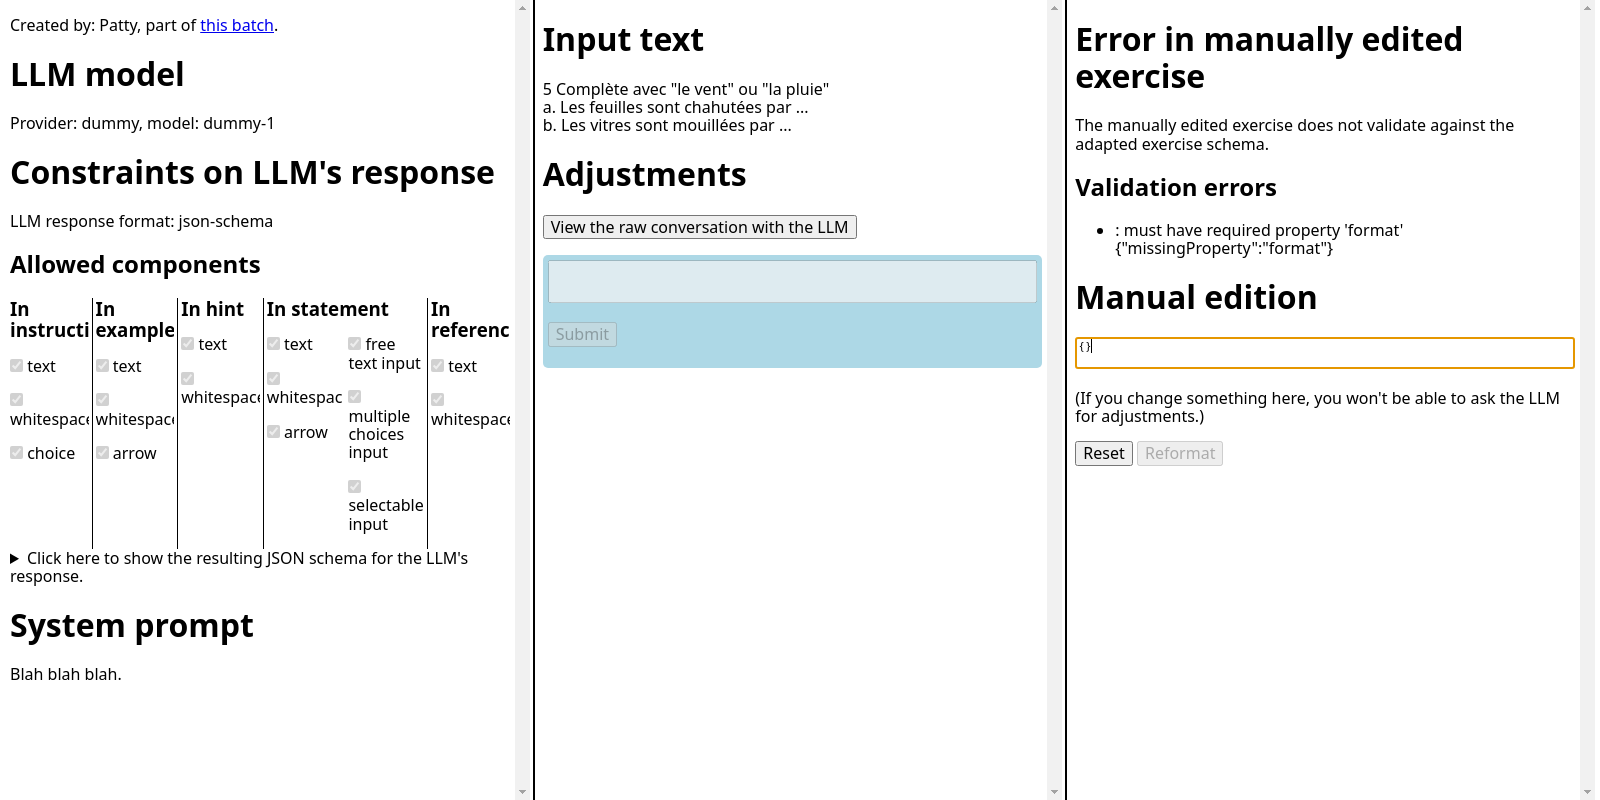 Created by: Patty, part of this batch.
LLM model
Provider: dummy, model: dummy-1
Constraints on LLM's response
LLM response format: json-schema
Allowed components
In
instructi
text
whitespace
choice
In
example
text
whitespace
arrow
In hint
text
whitespace
In statement
text
whitespac
arrow
free
text input
multiple
choices
input
selectable
input
In
referenc
text
whitespace
Click here to show the resulting JSON schema for the LLM's
response.
System prompt
Blah blah blah.
Input text
5 Complète avec "le vent" ou "la pluie"
a. Les feuilles sont chahutées par ...
b. Les vitres sont mouillées par ...
Adjustments
View the raw conversation with the LLM
Submit
Error in manually edited
exercise
The manually edited exercise does not validate against the
adapted exercise schema.
Validation errors
• : must have required property 'format'
{"missingProperty":"format"}
Manual edition
{}
(If you change something here, you won't be able to ask the LLM
for adjustments.)
Reset Reformat